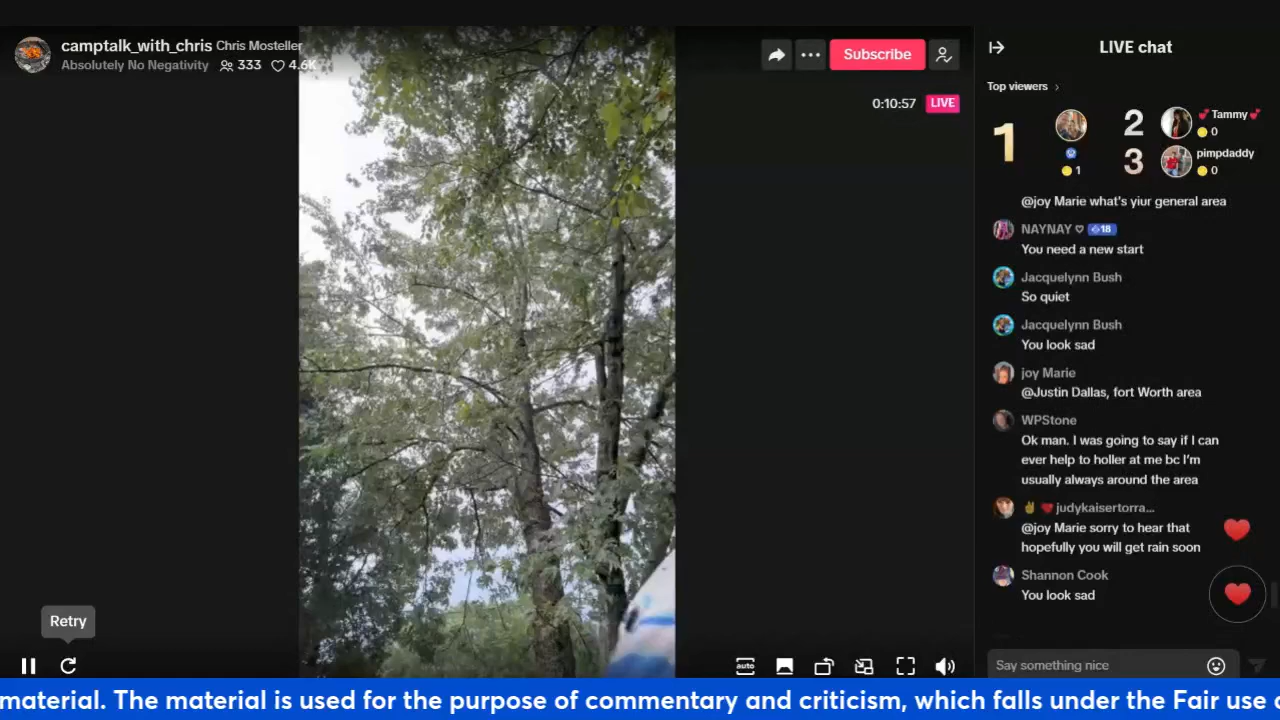 camptalk_with_chris Chris Mosteller
Absolutely No Negativity 333 4.6K
Subscribe
0:10:57 LIVE
LIVE chat
Top viewers
1
1
2
Tammy
0
3
pimpdaddy
0
@joy Marie what's yiur general area
NAYNAY 18
You need a new start
Jacquelynn Bush
So quiet
Jacquelynn Bush
You look sad
joy Marie
@Justin Dallas, fort Worth area
WPStone
Ok man. I was going to say if I can
ever help to holler at me bc I'm
usually always around the area
judykaisertorra...
@joy Marie sorry to hear that
hopefully you will get rain soon
Shannon Cook
You look sad
Retry
auto
Say something nice
material. The material is used for the purpose of commentary and criticism, which falls under the Fair use